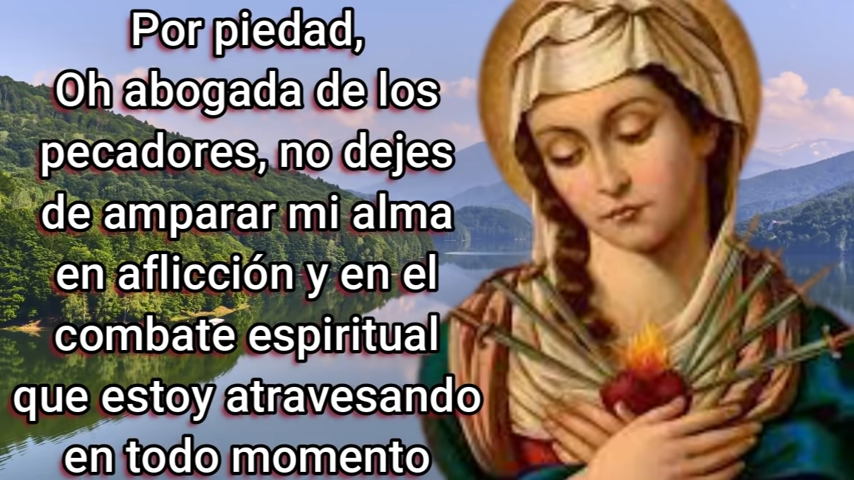 Por piedad,
Oh abogada de los
pecadores, no dejes
de amparar mi alma
en aflicción y en el
combate espiritual
que estoy atravesando
en todo momento